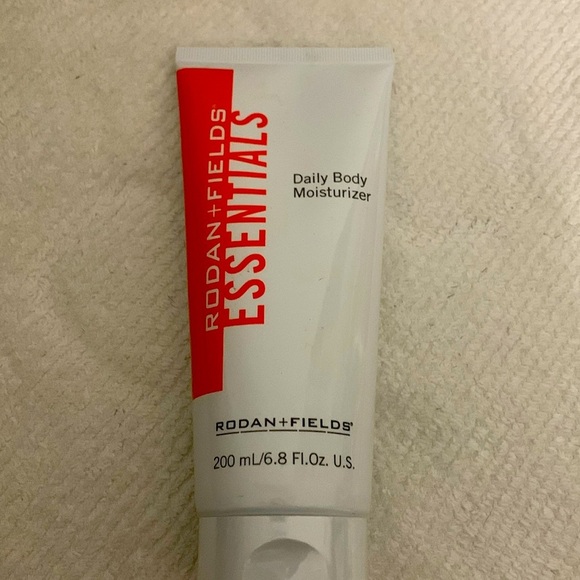 RODAN+FIELDS
ESSENTIALS
Daily Body
Moisturizer
RODAN+FIELDS®
200 mL/6.8 Fl.Oz. U.S.